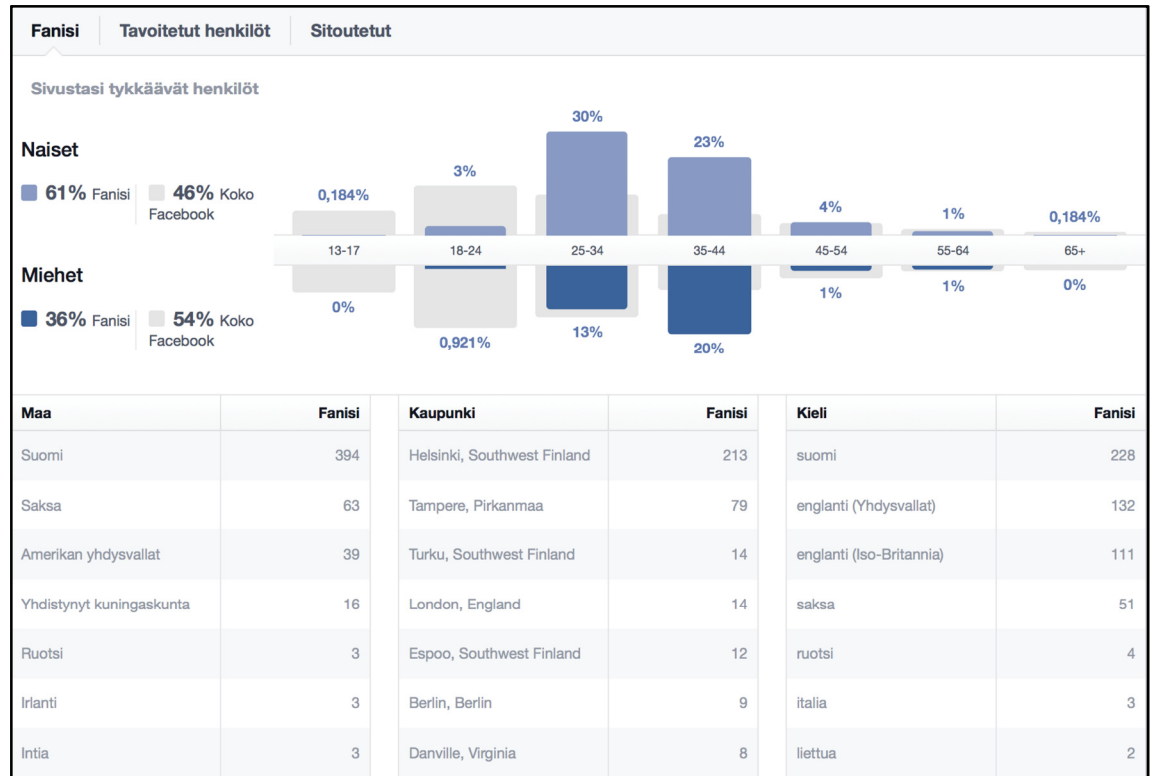 Fanisi Tavoitetut henkilöt Sitoutetut
Sivustasi tykkäävät henkilöt
Naiset
61% Fanisi 46% Koko
Facebook
30%
23%
3%
0,184%
4%
1%
0,184%
13-17 18-24 25-34 35-44 45-54 55-64 65+
Miehet
36% Fanisi 54% Koko
Facebook
0%
0,921%
13%
20%
1%
1%
0%
Maa Fanisi Kaupunki Fanisi Kieli Fanisi
Suomi 394 Helsinki, Southwest Finland 213 suomi 228
Saksa 63 Tampere, Pirkanmaa 79 englanti (Yhdysvallat) 132
Amerikan yhdysvallat 39 Turku, Southwest Finland 14 englanti (Iso-Britannia) 111
Yhdistynyt kuningaskunta 16 London, England 14 saksa 51
Ruotsi 3 Espoo, Southwest Finland 12 ruotsi 4
Irlanti 3 Berlin, Berlin 9 italia 3
Intia 3 Danville, Virginia 8 liettua 2